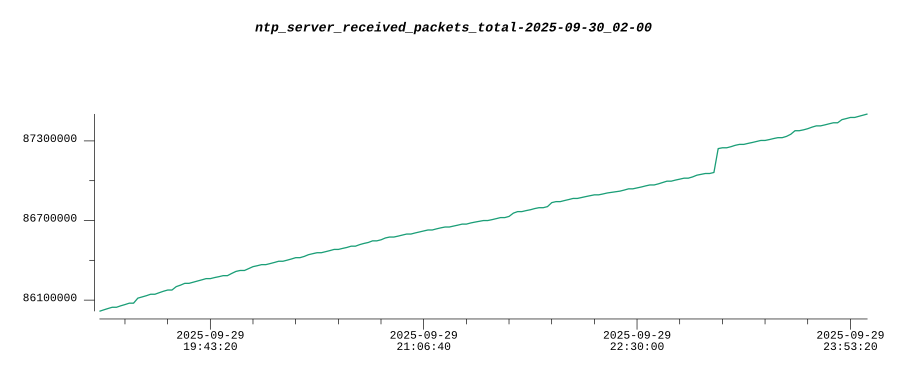 ntp_server_received_packets_total-2025-09-30_02-00
87300000
86700000
86100000
2025-09-29 2025-09-29 2025-09-29 2025-09-29
19:43:20 21:06:40 22:30:00 23:53:20